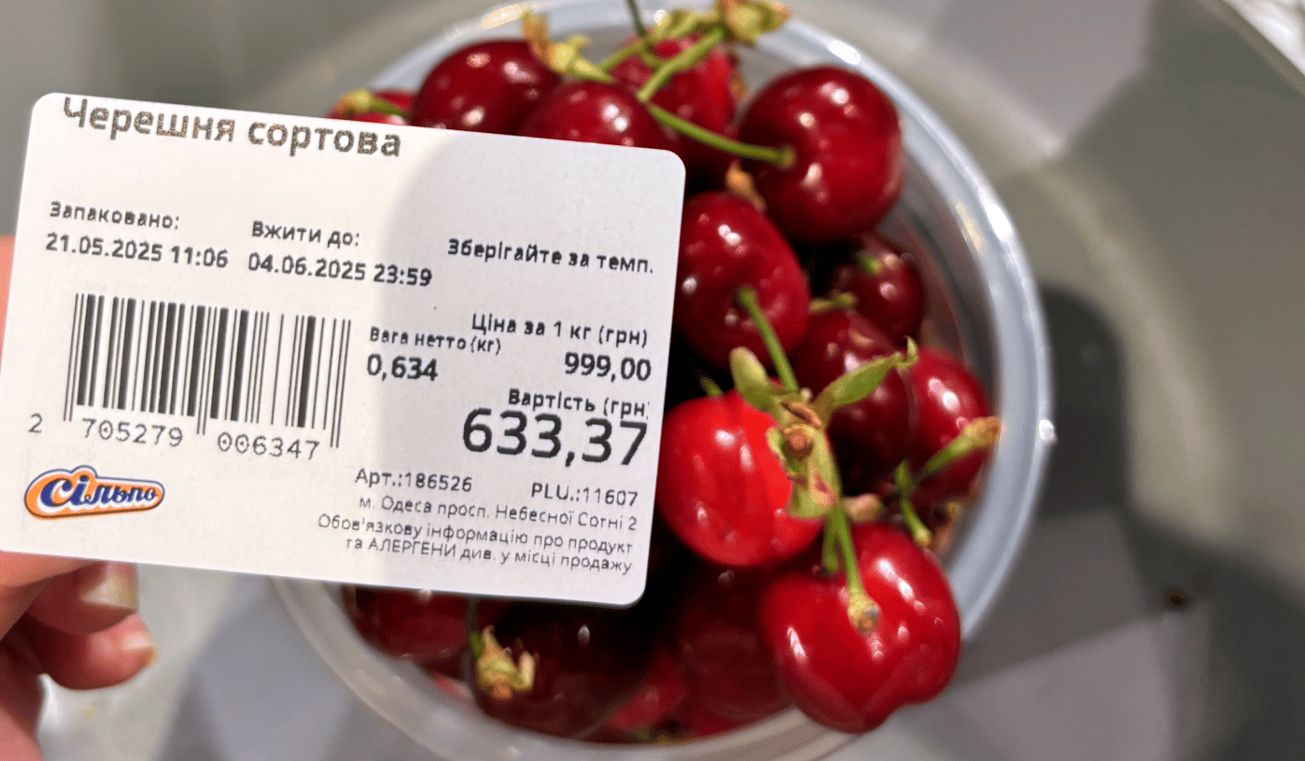 Черешня сортова
Запаковано:
21.05.2025 11:06
Вжити до:
04.06.2025 23:59
Зберігайте за темп.
Ціна за 1 кг (грн)
999,00
Вага нетто (кг)
0,634
Вартість (грн
633,37
2 705279 006347
Сільпо
Арт.:186526 PLU.:11607
м. Одеса просп. Небесної Сотні 2
Обов'язкову інформацію про продукт
та АЛЕРГЕНИ див. у місці продажу